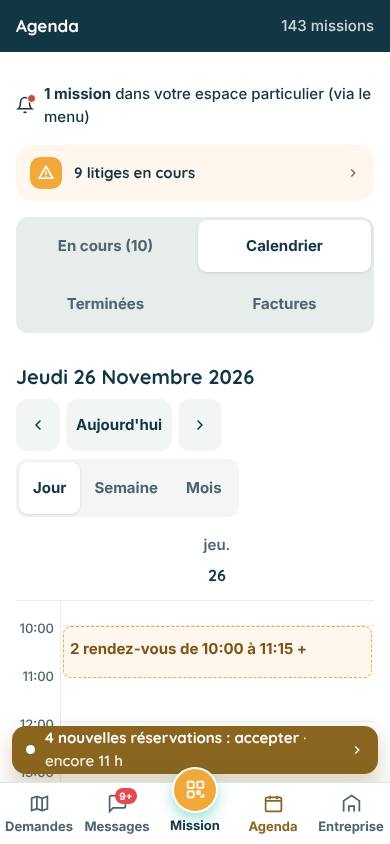 Agenda
143 missions
1 mission dans votre espace particulier (via le
menu)
9 litiges en cours
En cours (10)
Calendrier
Terminées
Factures
Jeudi 26 Novembre 2026
Aujourd'hui
Jour
Semaine
Mois
jeu.
26
10:00
2 rendez-vous de 10:00 à 11:15 +
11:00
12:00
4 nouvelles réservations : accepter ·
encore 11 h
9+
Demandes
Messages
Mission
Agenda
Entreprise